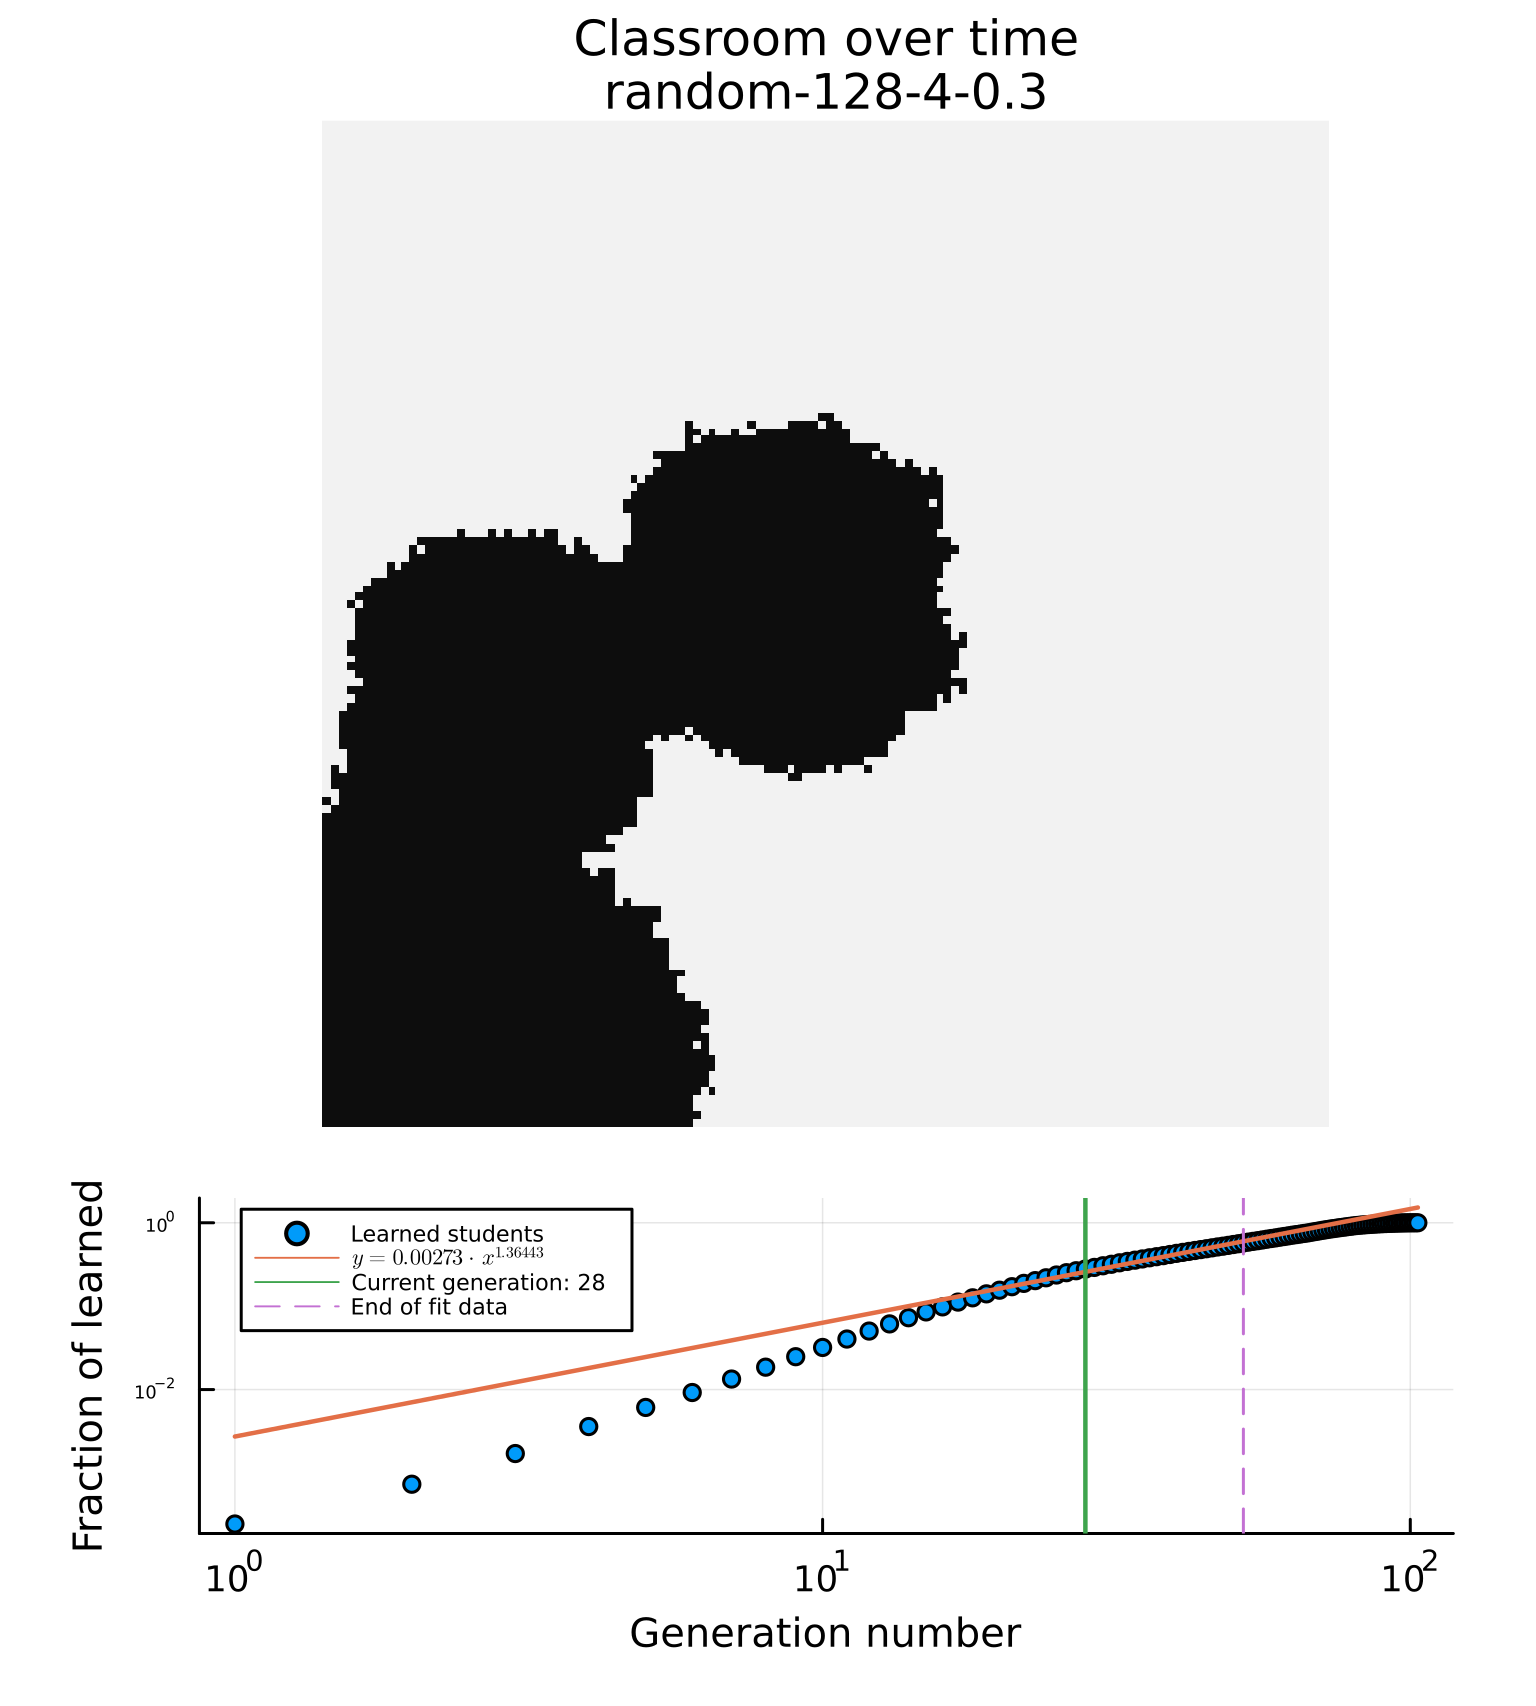 Classroom over time
random-128-4-0.3
Fraction of learned
10^0
10^-2
Learned students
y = 0.00273 · x^1.36443
Current generation: 28
End of fit data
10^0
10^1
10^2
Generation number